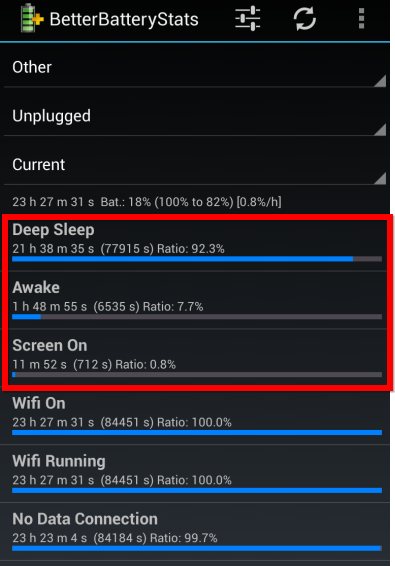 BetterBatteryStats
Other
Unplugged
Current
23 h 27 m 31 s Bat.: 18% (100% to 82%) [0.8%/h]
Deep Sleep
21 h 38 m 35 s (77915 s) Ratio: 92.3%
Awake
1 h 48 m 55 s (6535 s) Ratio: 7.7%
Screen On
11 m 52 s (712 s) Ratio: 0.8%
Wifi On
23 h 27 m 31 s (84451 s) Ratio: 100.0%
Wifi Running
23 h 27 m 31 s (84451 s) Ratio: 100.0%
No Data Connection
23 h 23 m 4 s (84184 s) Ratio: 99.7%